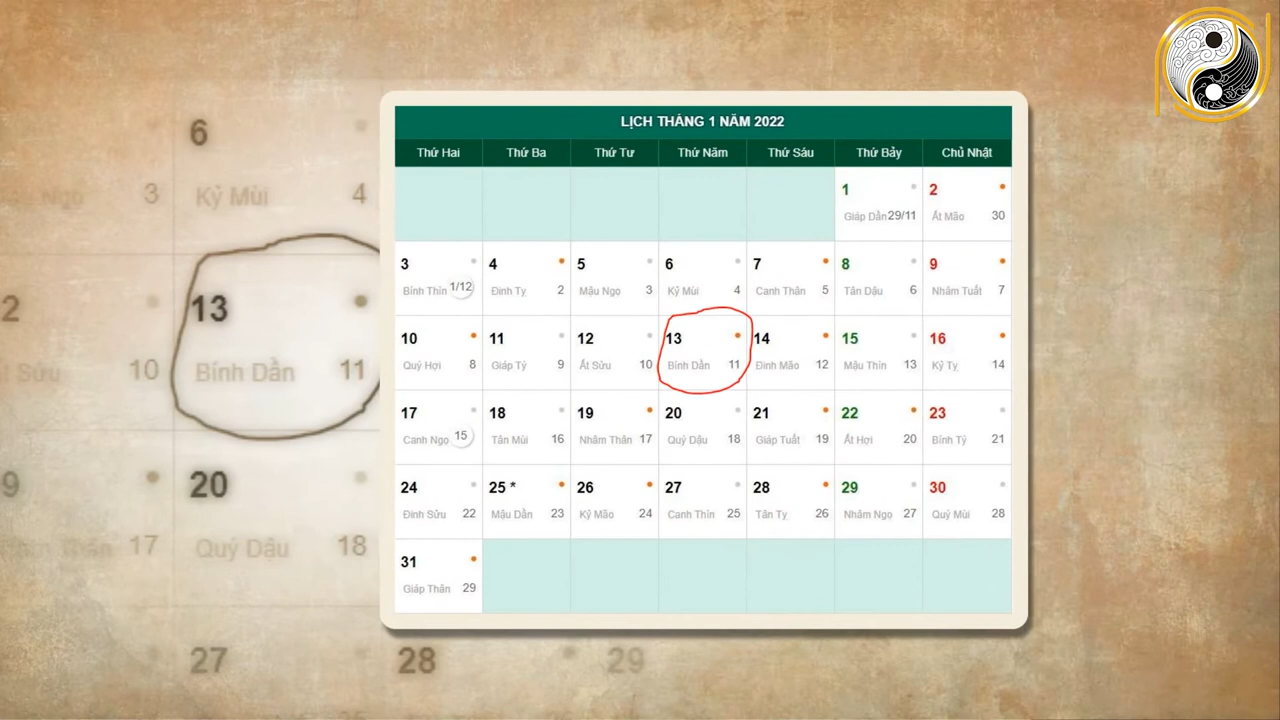 LỊCH THÁNG 1 NĂM 2022
Thứ Hai Thứ Ba Thứ Tư Thứ Năm Thứ Sáu Thứ Bảy Chủ Nhật
1 2
Giáp Dần 29/11 Ất Mão 30
3 4 5 6 7 8 9
Bính Thìn 1/12 Đinh Tỵ 2 Mậu Ngọ 3 Kỷ Mùi 4 Canh Thân 5 Tân Dậu 6 Nhâm Tuất 7
10 11 12 13 14 15 16
Quý Hợi 8 Giáp Tý 9 Ất Sửu 10 Bính Dần 11 Đinh Mão 12 Mậu Thìn 13 Kỷ Tỵ 14
17 18 19 20 21 22 23
Canh Ngọ 15 Tân Mùi 16 Nhâm Thân 17 Quý Dậu 18 Giáp Tuất 19 Ất Hợi 20 Bính Tý 21
24 25 * 26 27 28 29 30
Đinh Sửu 22 Mậu Dần 23 Kỷ Mão 24 Canh Thìn 25 Tân Tỵ 26 Nhâm Ngọ 27 Quý Mùi 28
31
Giáp Thân 29
6
3 Kỷ Mùi 4
2 13
Sửu 10 Bính Dần 11
9 20
Thân 17 Quý Dậu 18
27 28 29